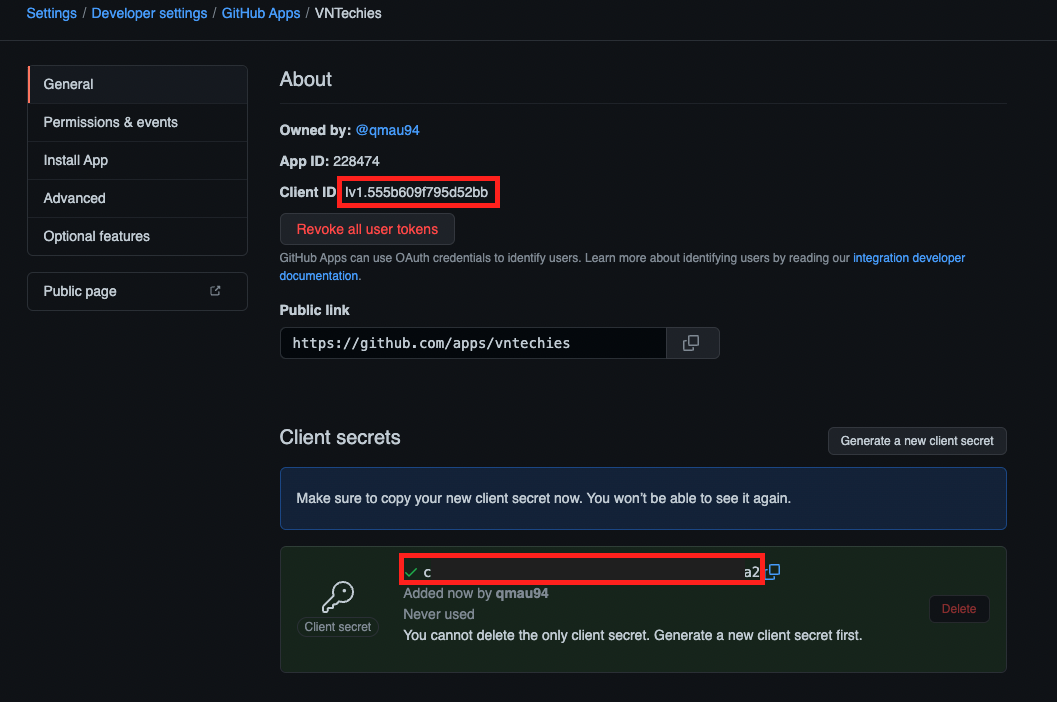 Settings / Developer settings / GitHub Apps / VNTechies
General
Permissions & events
Install App
Advanced
Optional features
Public page
About
Owned by: @qmau94
App ID: 228474
Client ID Iv1.555b609f795d52bb
Revoke all user tokens
GitHub Apps can use OAuth credentials to identify users. Learn more about identifying users by reading our integration developer
documentation.
Public link
https://github.com/apps/vntechies
Client secrets
Generate a new client secret
Make sure to copy your new client secret now. You won't be able to see it again.
c a2
Added now by qmau94
Never used
You cannot delete the only client secret. Generate a new client secret first.
Client secret
Delete